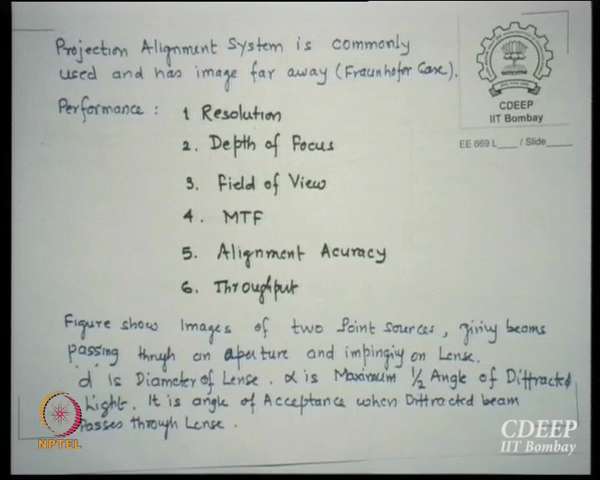 Projection Alignment System is commonly
used and has image far away (Fraunhofer Case).
Performance : 1 Resolution
2. Depth of Focus
3. Field of View
4. MTF
5. Alignment Acuracy
6. Throughput
Figure show Images of two Point Sources, giving beams
passing through an aperture and impinging on Lense.
'd' is Diameter of Lense. α is Maximum 1/2 Angle of Diffracted
Light. It is angle of Acceptance when Diffracted beam
Passes through Lense.
CDEEP
IIT Bombay
EE 669 L___ / Slide___
NPTEL
CDEEP
IIT Bombay